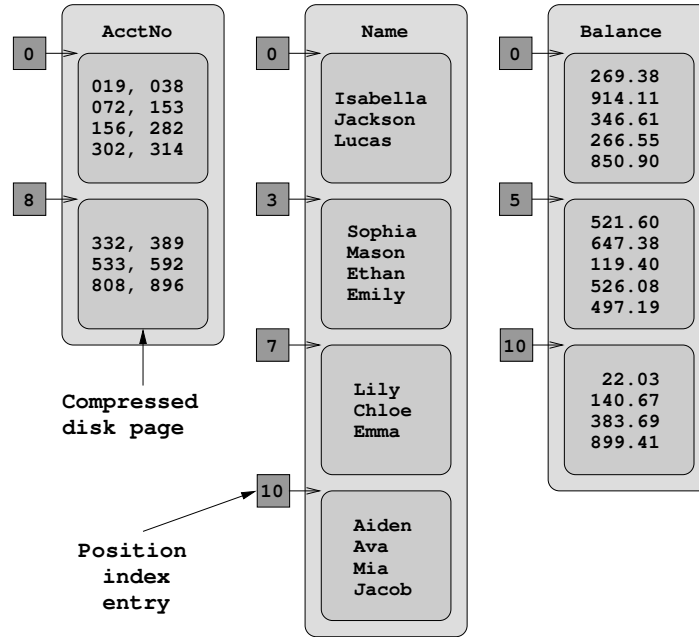 AcctNo
0
019, 038
072, 153
156, 282
302, 314
8
332, 389
533, 592
808, 896
Compressed
disk page
Name
0
Isabella
Jackson
Lucas
3
Sophia
Mason
Ethan
Emily
7
Lily
Chloe
Emma
10
Aiden
Ava
Mia
Jacob
Position
index
entry
Balance
0
269.38
914.11
346.61
266.55
850.90
5
521.60
647.38
119.40
526.08
497.19
10
22.03
140.67
383.69
899.41